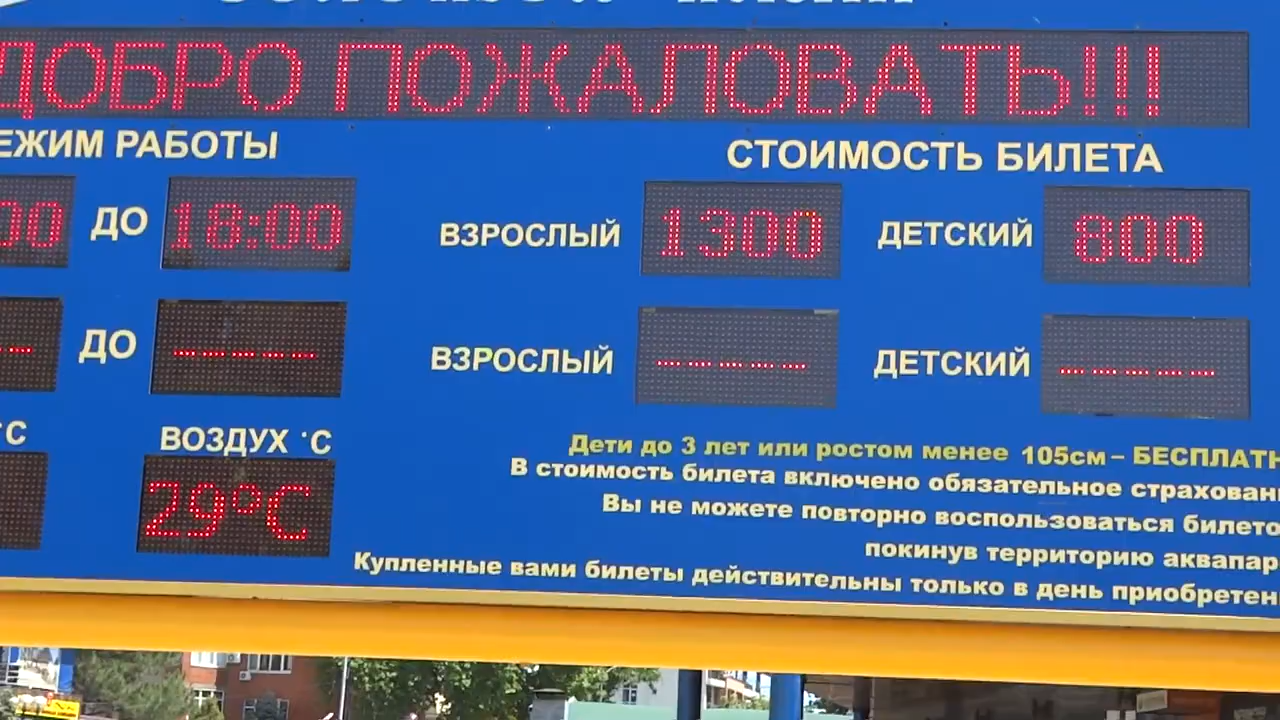 ДОБРО ПОЖАЛОВАТЬ!!!
ЕЖИМ РАБОТЫ
СТОИМОСТЬ БИЛЕТА
00 ДО 18:00 ВЗРОСЛЫЙ 1300 ДЕТСКИЙ 800
-- ДО ----- ВЗРОСЛЫЙ ----- ДЕТСКИЙ -----
°C ВОЗДУХ °C
29°C
Дети до 3 лет или ростом менее 105см – БЕСПЛАТН
В стоимость билета включено обязательное страхован
Вы не можете повторно воспользоваться билето
покинув территорию аквапар
Купленные вами билеты действительны только в день приобретен